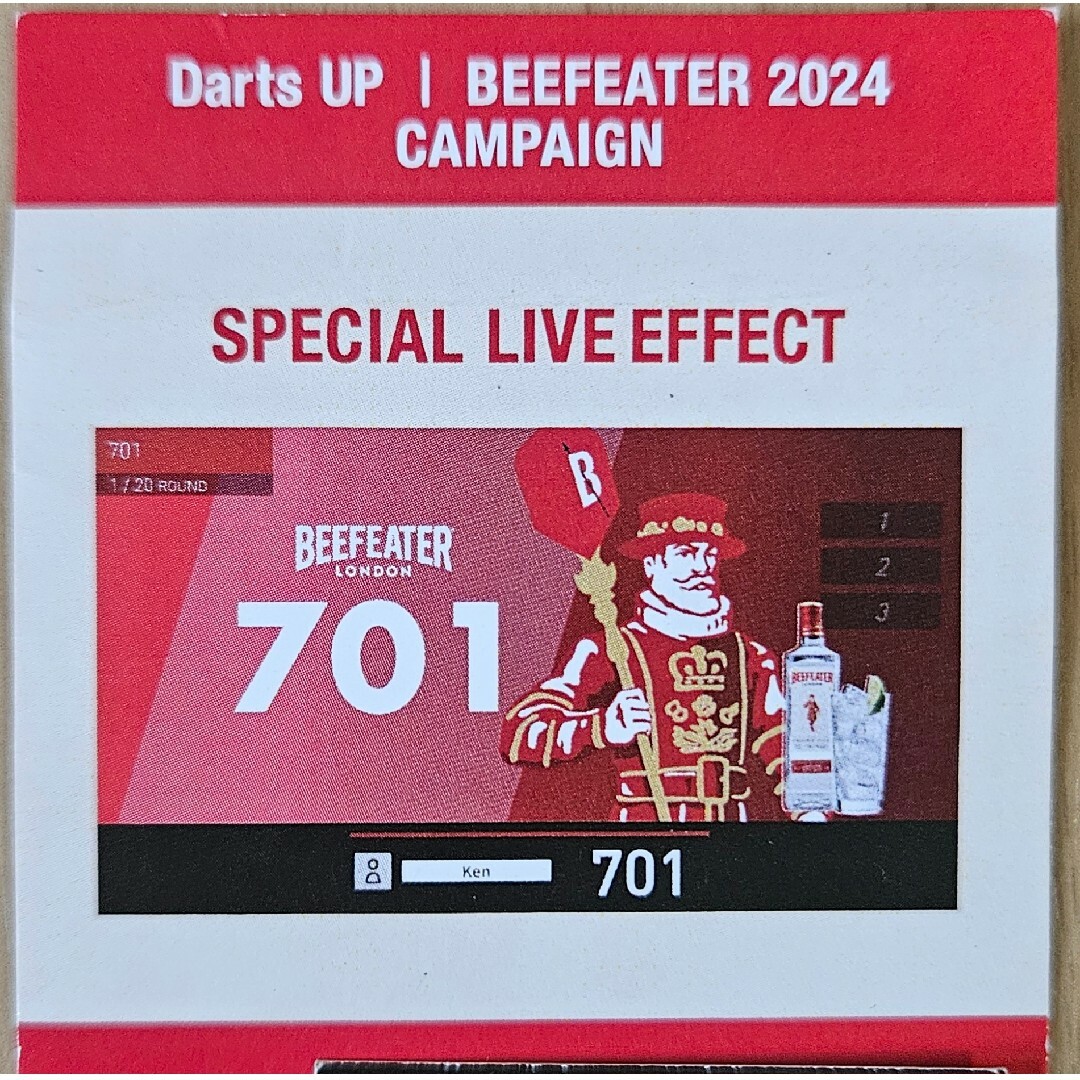 Darts UP | BEEFEATER 2024
CAMPAIGN
SPECIAL LIVE EFFECT
701
1 / 20 ROUND
B
BEEFEATER
LONDON
701
1
2
3
BEEFEATER
Ken
701